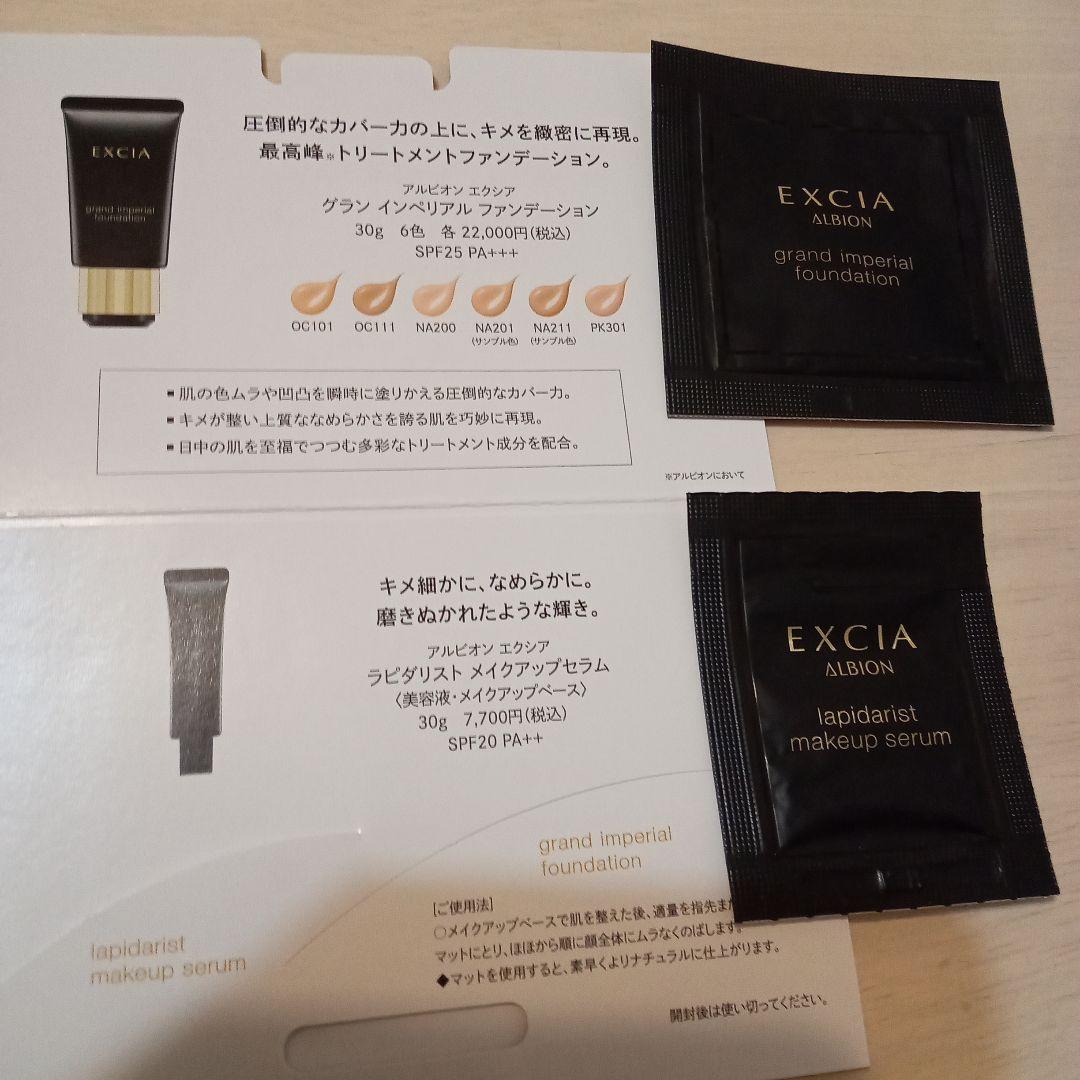 EXCIA
grand imperial
foundation
圧倒的なカバー力の上に、キメを緻密に再現。
最高峰※トリートメントファンデーション。
アルビオン エクシア
グラン インペリアル ファンデーション
30g 6色 各 22,000円(税込)
SPF25 PA+++
OC101 OC111 NA200 NA201 NA211 PK301
(サンプル色) (サンプル色)
▪肌の色ムラや凹凸を瞬時に塗りかえる圧倒的なカバー力。
▪キメが整い上質ななめらかさを誇る肌を巧妙に再現。
▪日中の肌を至福でつつむ多彩なトリートメント成分を配合。
※アルビオンにおいて
EXCIA
ALBION
grand imperial
foundation
キメ細かに、なめらかに。
磨きぬかれたような輝き。
アルビオン エクシア
ラピダリスト メイクアップセラム
〈美容液・メイクアップベース〉
30g 7,700円(税込)
SPF20 PA++
EXCIA
ALBION
lapidarist
makeup serum
grand imperial
foundation
lapidarist
makeup serum
[ご使用法]
○メイクアップベースで肌を整えた後、適量を指先また
マットにとり、ほほから順に顔全体にムラなくのばします。
◆マットを使用すると、素早くよりナチュラルに仕上がります。
開封後は使い切ってください。